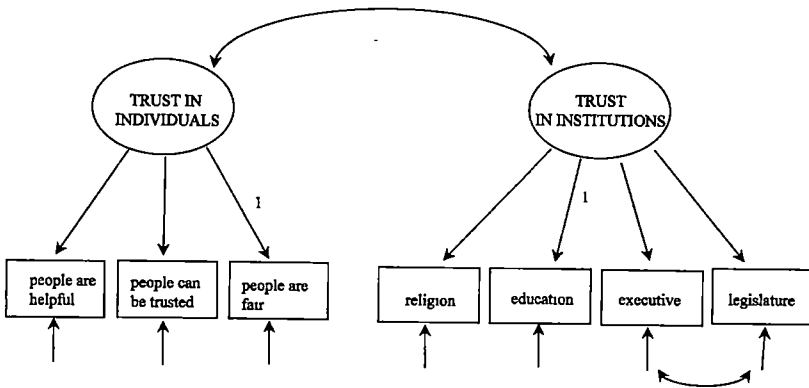 TRUST IN
INDIVIDUALS
TRUST
IN INSTITUTIONS
1
1
people are
helpful
people can
be trusted
people are
fair
religion
education
executive
legislature